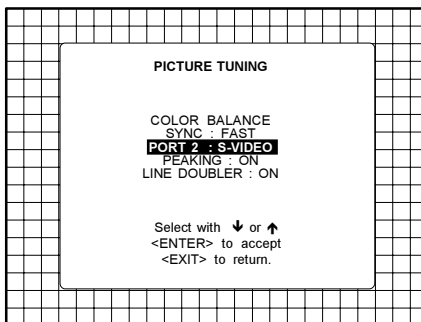 PICTURE TUNING
COLOR BALANCE
SYNC : FAST
PORT 2 : S-VIDEO
PEAKING : ON
LINE DOUBLER : ON
Select with ↓ or ↑
<ENTER> to accept
<EXIT> to return.